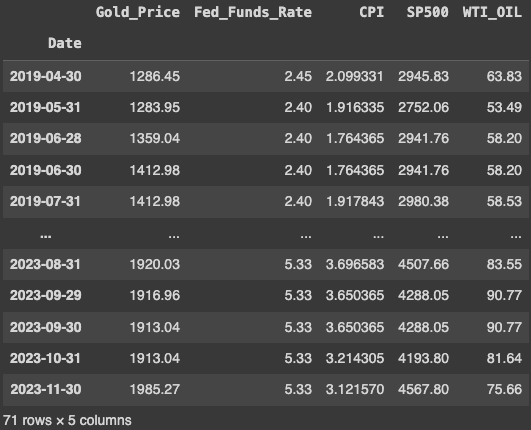 Gold_Price Fed_Funds_Rate CPI SP500 WTI_OIL
Date
2019-04-30 1286.45 2.45 2.099331 2945.83 63.83
2019-05-31 1283.95 2.40 1.916335 2752.06 53.49
2019-06-28 1359.04 2.40 1.764365 2941.76 58.20
2019-06-30 1412.98 2.40 1.764365 2941.76 58.20
2019-07-31 1412.98 2.40 1.917843 2980.38 58.53
... ... ... ... ... ...
2023-08-31 1920.03 5.33 3.696583 4507.66 83.55
2023-09-29 1916.96 5.33 3.650365 4288.05 90.77
2023-09-30 1913.04 5.33 3.650365 4288.05 90.77
2023-10-31 1913.04 5.33 3.214305 4193.80 81.64
2023-11-30 1985.27 5.33 3.121570 4567.80 75.66
71 rows × 5 columns